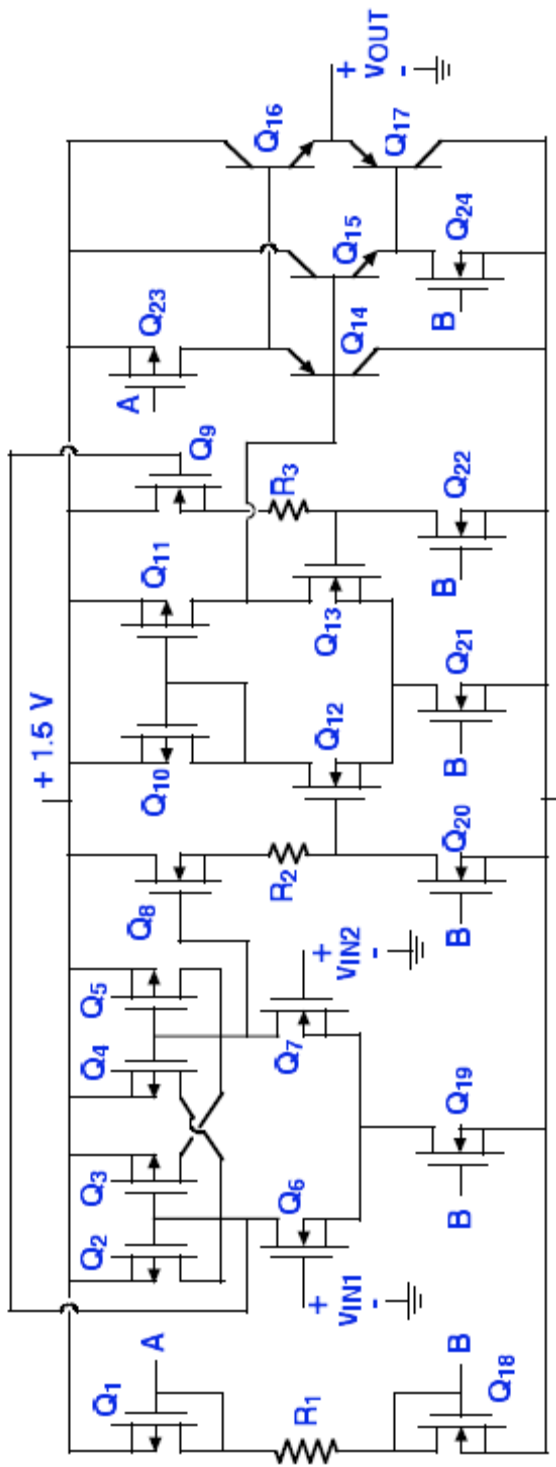 + 1.5 V
Q1
A
Q2
Q3
Q4
Q5
Q8
Q10
Q11
Q9
A
Q23
Q16
R1
+
VIN1
-
Q6
Q7
+
VIN2
-
R2
Q12
Q13
R3
Q14
Q15
Q17
+
VOUT
-
B
Q18
B
Q19
B
Q20
B
Q21
B
Q22
B
Q24